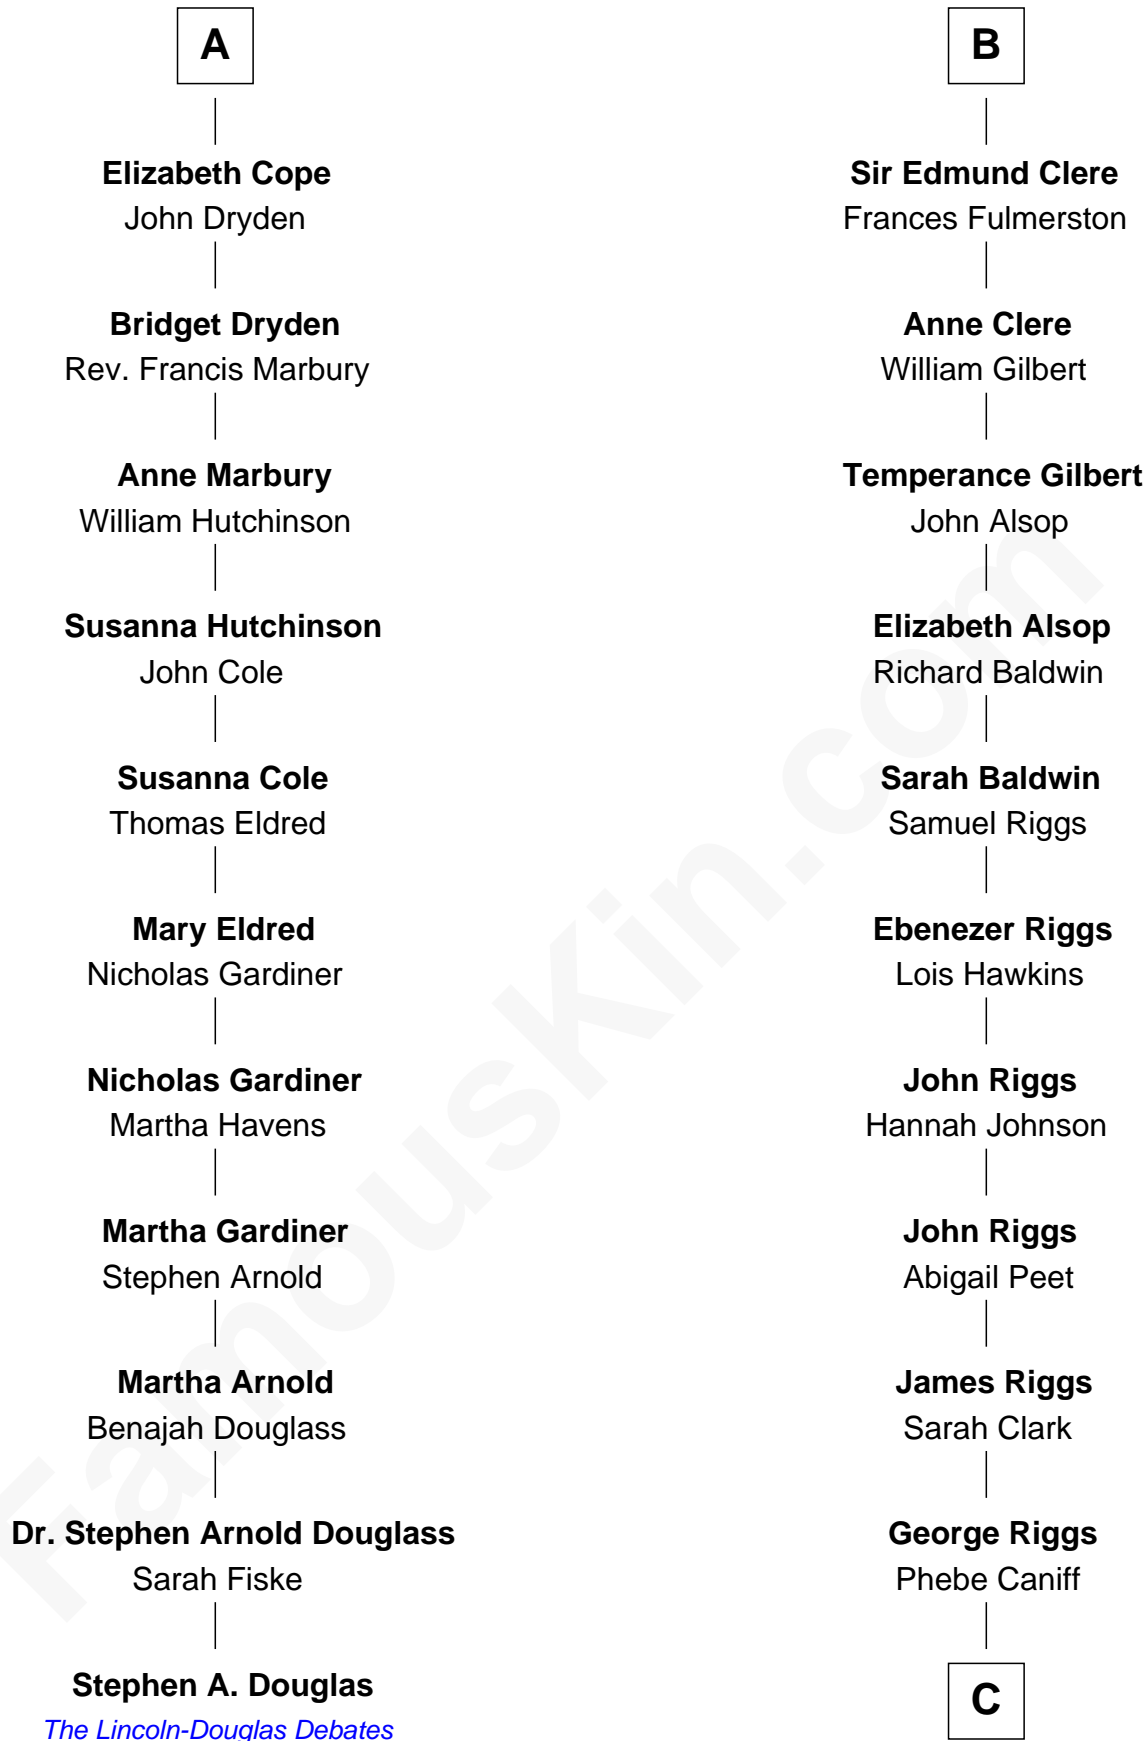 A
Elizabeth Cope
John Dryden
Bridget Dryden
Rev. Francis Marbury
Anne Marbury
William Hutchinson
Susanna Hutchinson
John Cole
Susanna Cole
Thomas Eldred
Mary Eldred
Nicholas Gardiner
Nicholas Gardiner
Martha Havens
Martha Gardiner
Stephen Arnold
Martha Arnold
Benajah Douglass
Dr. Stephen Arnold Douglass
Sarah Fiske
Stephen A. Douglas
The Lincoln-Douglas Debates
B
Sir Edmund Clere
Frances Fulmerston
Anne Clere
William Gilbert
Temperance Gilbert
John Alsop
Elizabeth Alsop
Richard Baldwin
Sarah Baldwin
Samuel Riggs
Ebenezer Riggs
Lois Hawkins
John Riggs
Hannah Johnson
John Riggs
Abigail Peet
James Riggs
Sarah Clark
George Riggs
Phebe Caniff
C
FamousKin.com